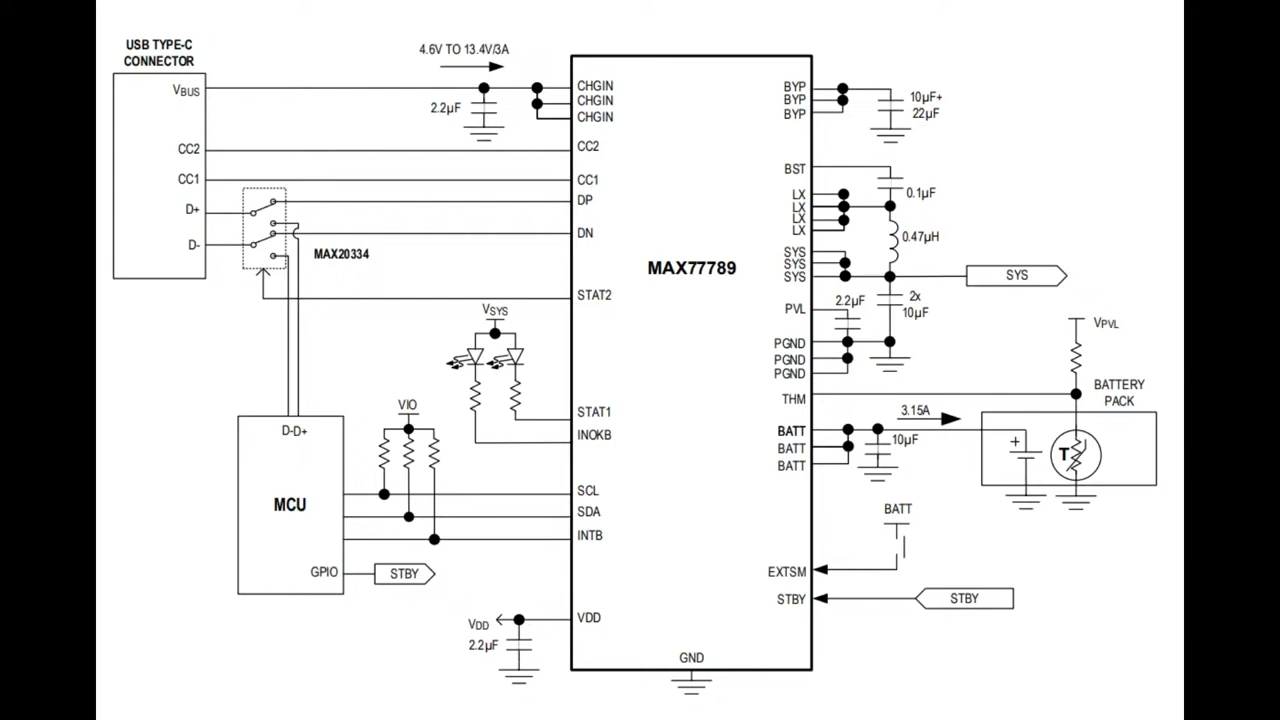 USB TYPE-C
CONNECTOR
VBUS
CC2
CC1
D+
D-
MAX20334
4.6V TO 13.4V/3A
2.2µF
CHGIN
CHGIN
CHGIN
CC2
CC1
DP
DN
STAT2
VSYS
STAT1
INOKB
VIO
D-D+
MCU
GPIO
STBY
SCL
SDA
INTB
VDD
2.2µF
VDD
MAX77789
GND
BYP
BYP
BYP
10µF+
22µF
BST
0.1µF
LX
LX
LX
LX
0.47µH
SYS
SYS
SYS
SYS
2.2µF
2x
10µF
PVL
PGND
PGND
PGND
THM
VPVL
BATTERY
PACK
3.15A
BATT
BATT
BATT
10µF
+
T
BATT
EXTSM
STBY
STBY